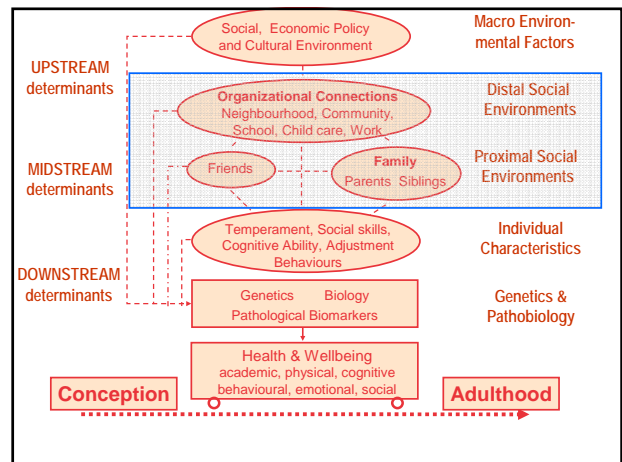 Social, Economic Policy
and Cultural Environment
Macro Environ-
mental Factors
UPSTREAM
determinants
Organizational Connections
Neighbourhood, Community,
School, Child care, Work
Distal Social
Environments
MIDSTREAM
determinants
Friends
Family
Parents Siblings
Proximal Social
Environments
Temperament, Social skills,
Cognitive Ability, Adjustment
Behaviours
Individual
Characteristics
DOWNSTREAM
determinants
Genetics Biology
Pathological Biomarkers
Genetics &
Pathobiology
Health & Wellbeing
academic, physical, cognitive
behavioural, emotional, social
Conception
Adulthood